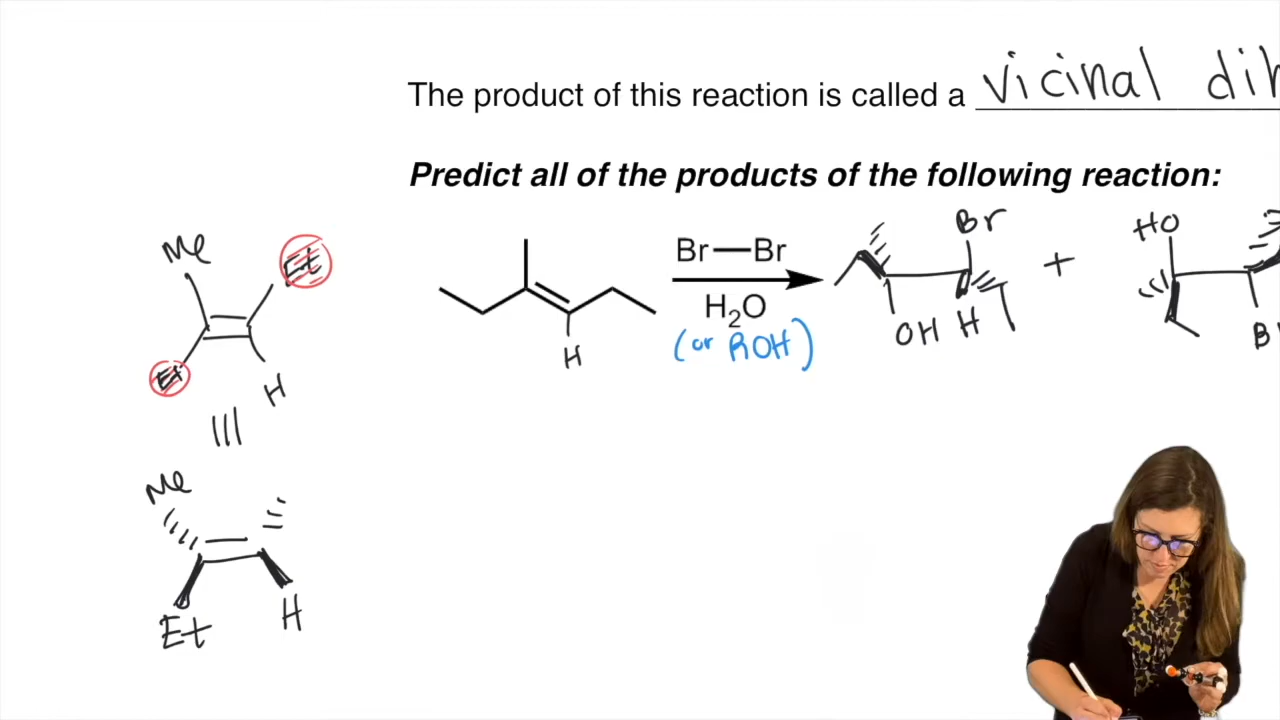 The product of this reaction is called a vicinal dih
Predict all of the products of the following reaction:
Me
Et
Et
H
Br—Br
H₂O
(or ROH)
H
Br
OH H
+
HO
B
Me
Et
H